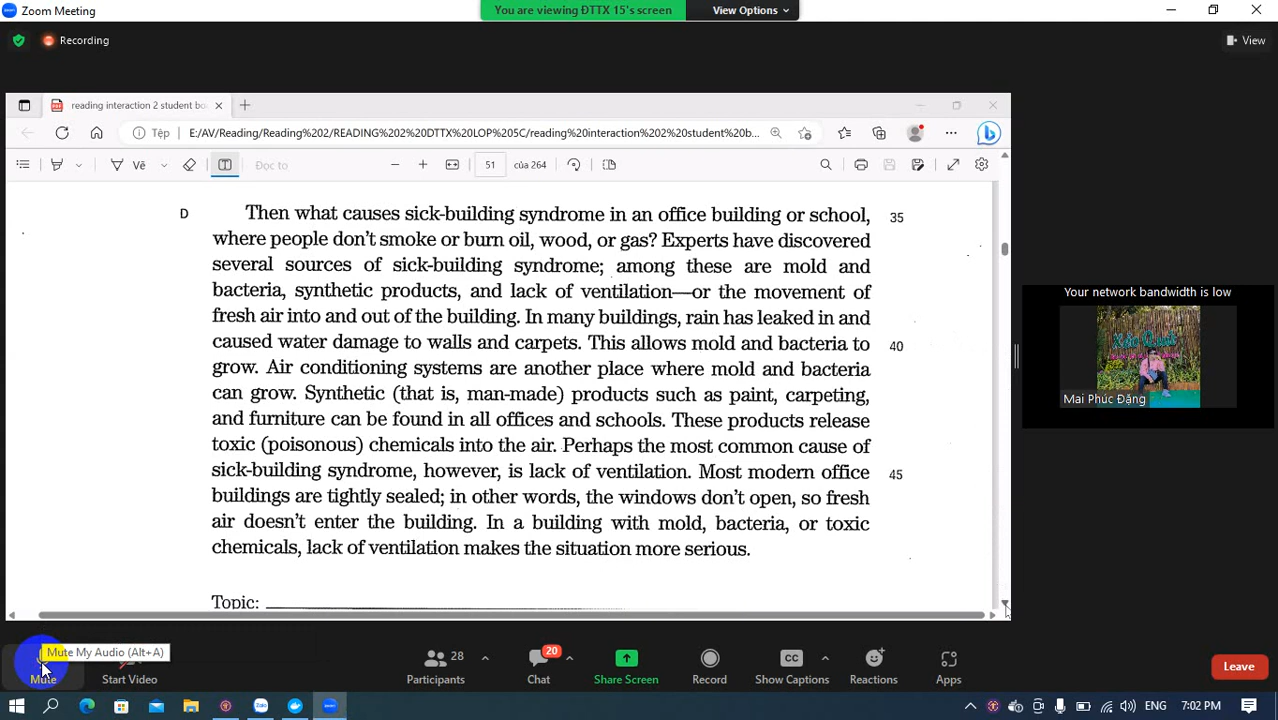 Zoom Meeting
You are viewing ĐTTX 15's screen
View Options
Recording
View
reading interaction 2 student bo
Tệp
E:/AV/Reading/Reading%202/READING%202%20DTTX%20LOP%205C/reading%20interaction%202%20student%20b...
Vẽ
Đọc to
51
của 264
D
Then what causes sick-building syndrome in an office building or school,
35
where people don't smoke or burn oil, wood, or gas? Experts have discovered
several sources of sick-building syndrome; among these are mold and
bacteria, synthetic products, and lack of ventilation—or the movement of
fresh air into and out of the building. In many buildings, rain has leaked in and
caused water damage to walls and carpets. This allows mold and bacteria to
40
grow. Air conditioning systems are another place where mold and bacteria
can grow. Synthetic (that is, man-made) products such as paint, carpeting,
and furniture can be found in all offices and schools. These products release
toxic (poisonous) chemicals into the air. Perhaps the most common cause of
sick-building syndrome, however, is lack of ventilation. Most modern office
45
buildings are tightly sealed; in other words, the windows don't open, so fresh
air doesn't enter the building. In a building with mold, bacteria, or toxic
chemicals, lack of ventilation makes the situation more serious.
Topic:
Your network bandwidth is low
Mai Phúc Đặng
Mute My Audio (Alt+A)
Mute
Start Video
28
Participants
20
Chat
Share Screen
Record
CC
Show Captions
Reactions
Apps
Leave
ENG
7:02 PM